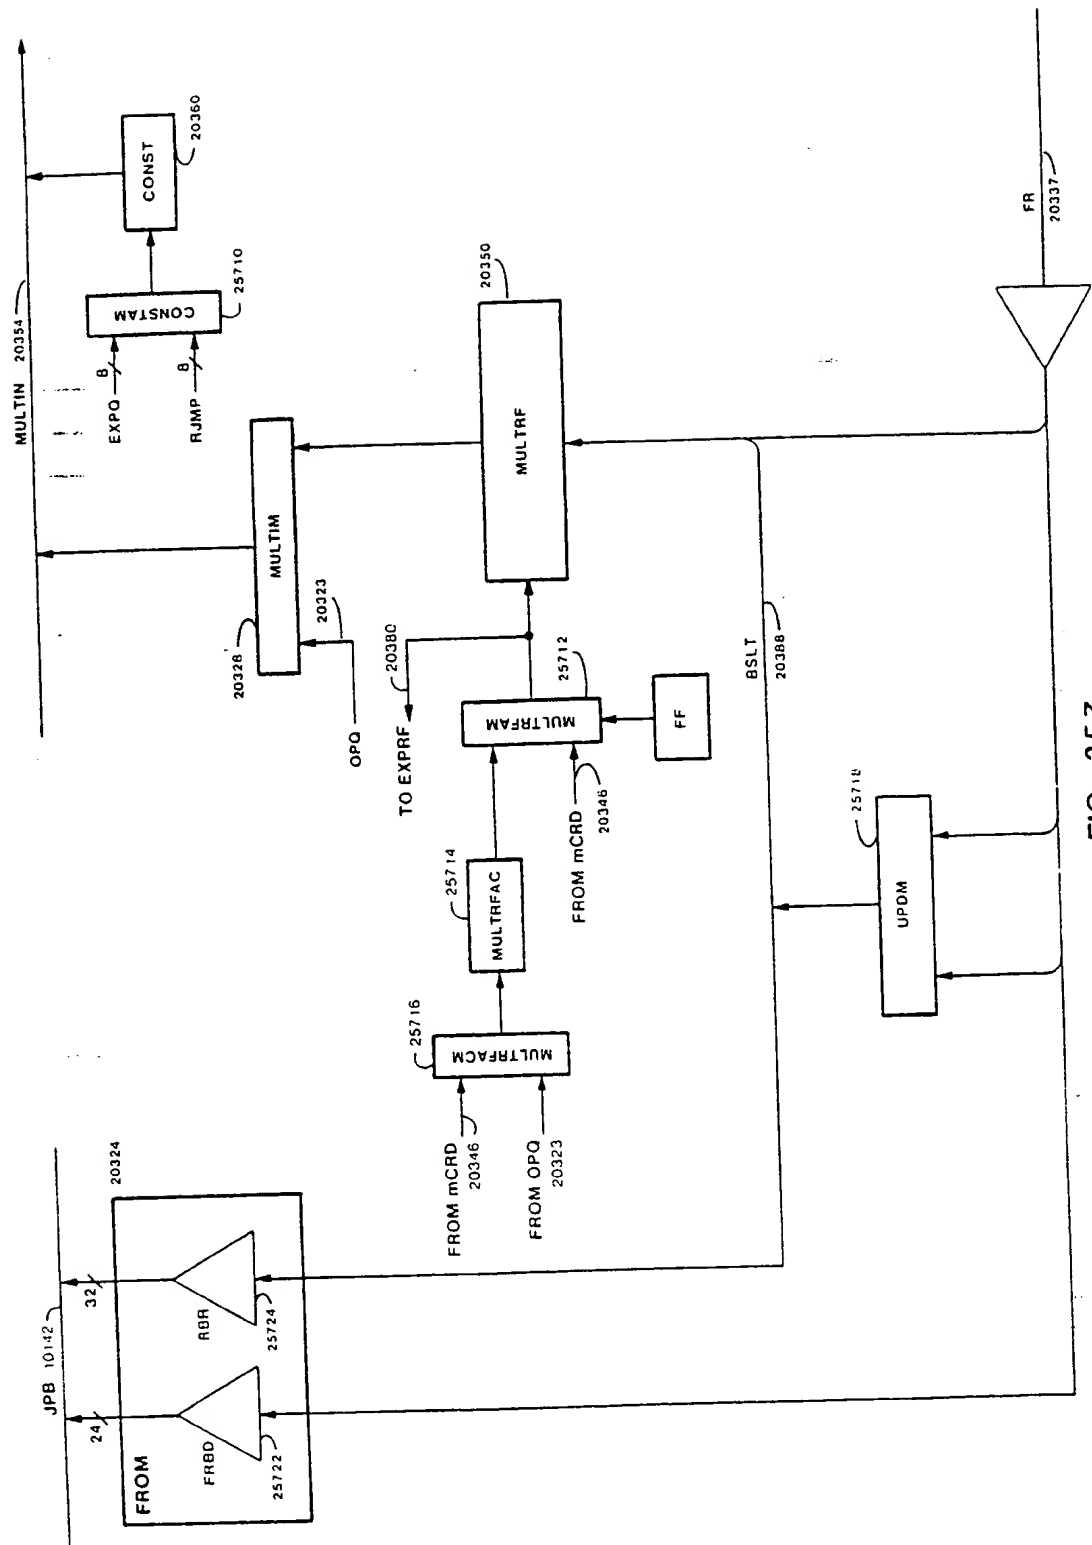 MULTIN 20354
CONST
20360
CONSTAM
25710
EXPQ
8
RJMP
8
MULTIM
20328
20323
OPQ
MULTRF
20350
TO EXPRF
20380
MULTRFAM
25712
FF
FROM mCRD
20346
MULTRFAC
25714
MULTRFACM
25716
FROM mCRD
20346
FROM OPQ
20323
BSLT
20388
FR
20337
UPDM
25718
JPB 10142
32
24
FROM
20324
RBR
25724
FRBD
25722
FIG. 257